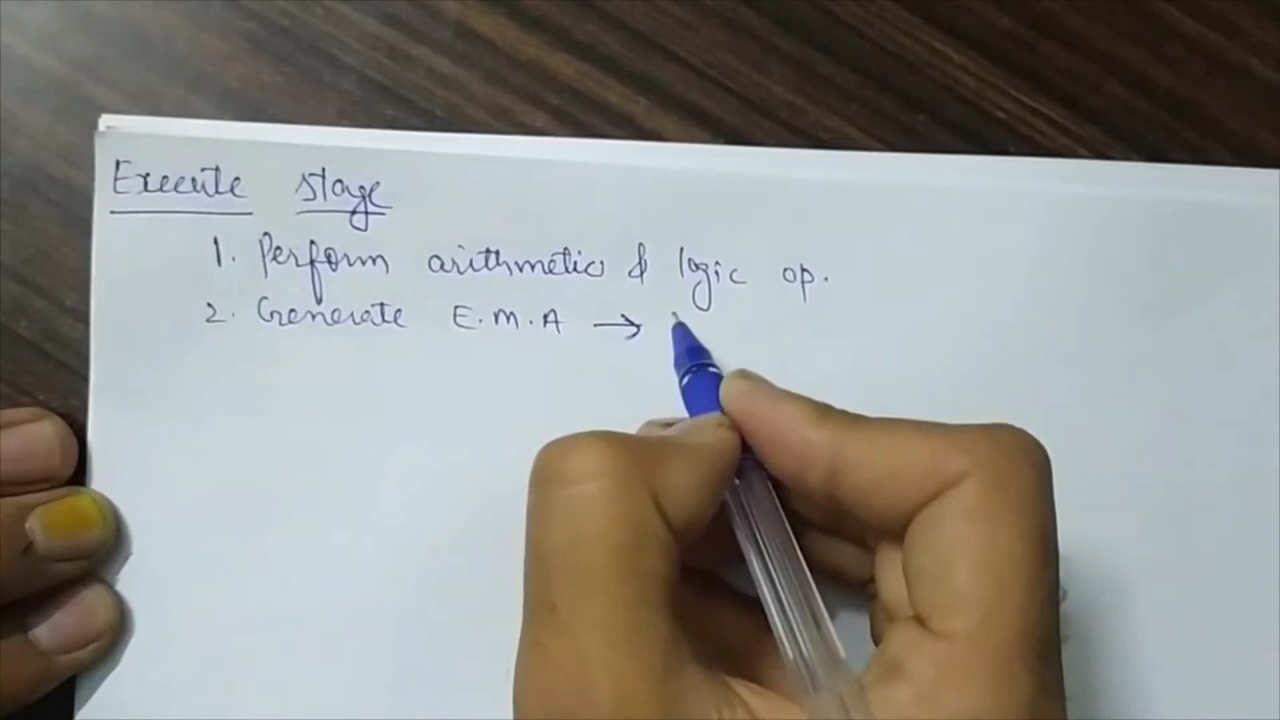 Execute stage
1. Perform arithmetic & logic op.
2. Generate E.M.A →